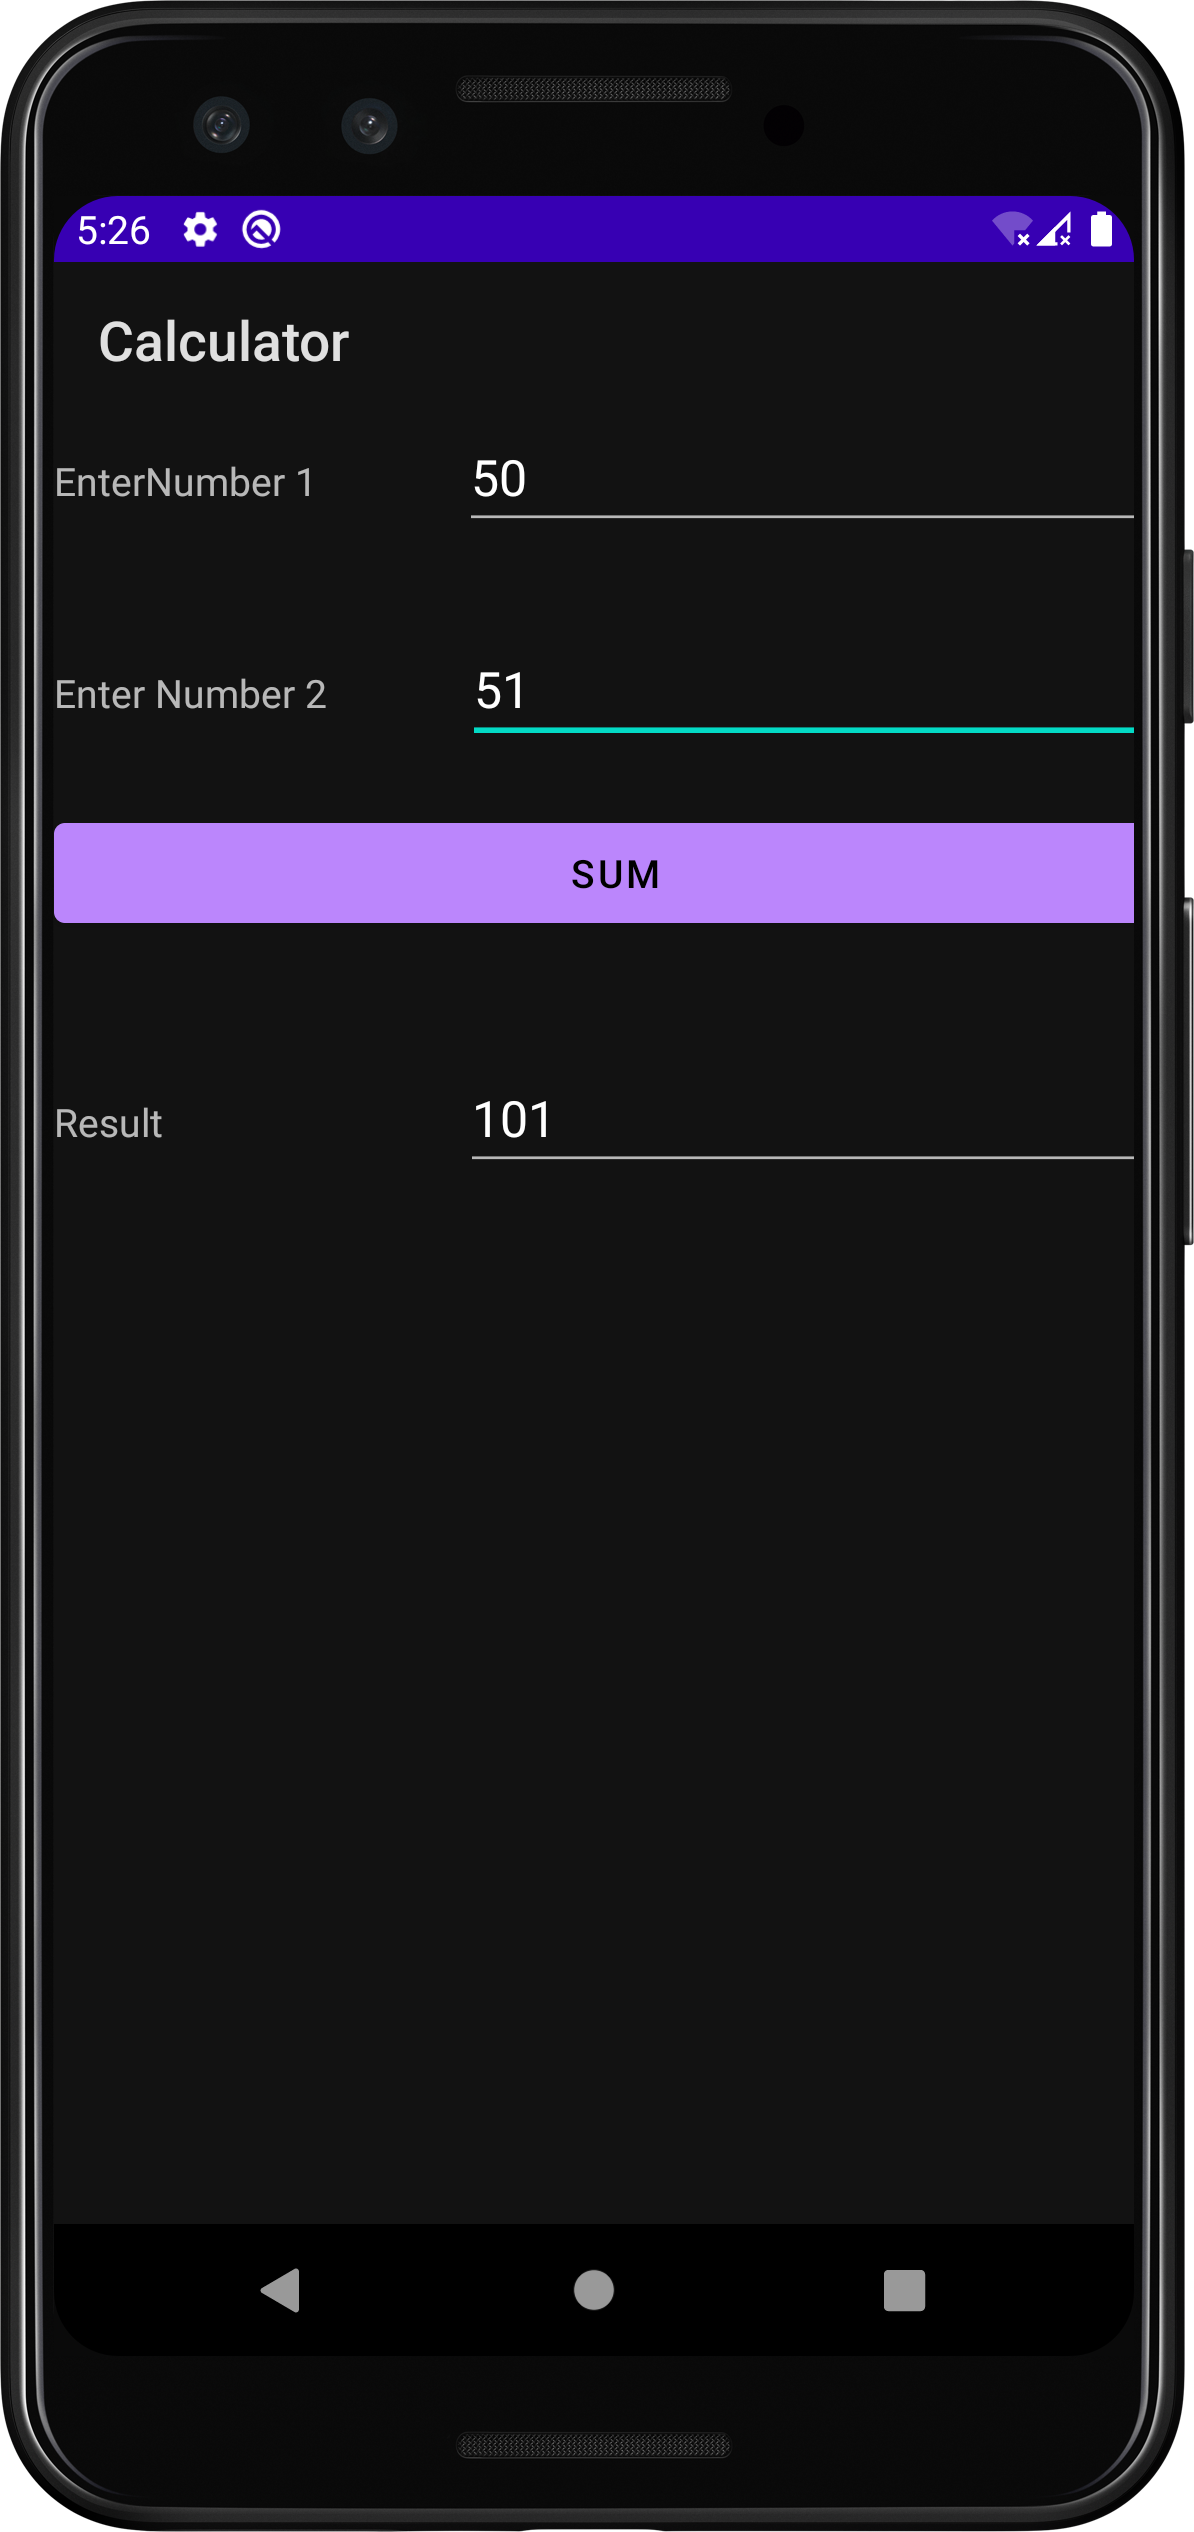 5:26
Calculator
EnterNumber 1 50
Enter Number 2 51
SUM
Result 101